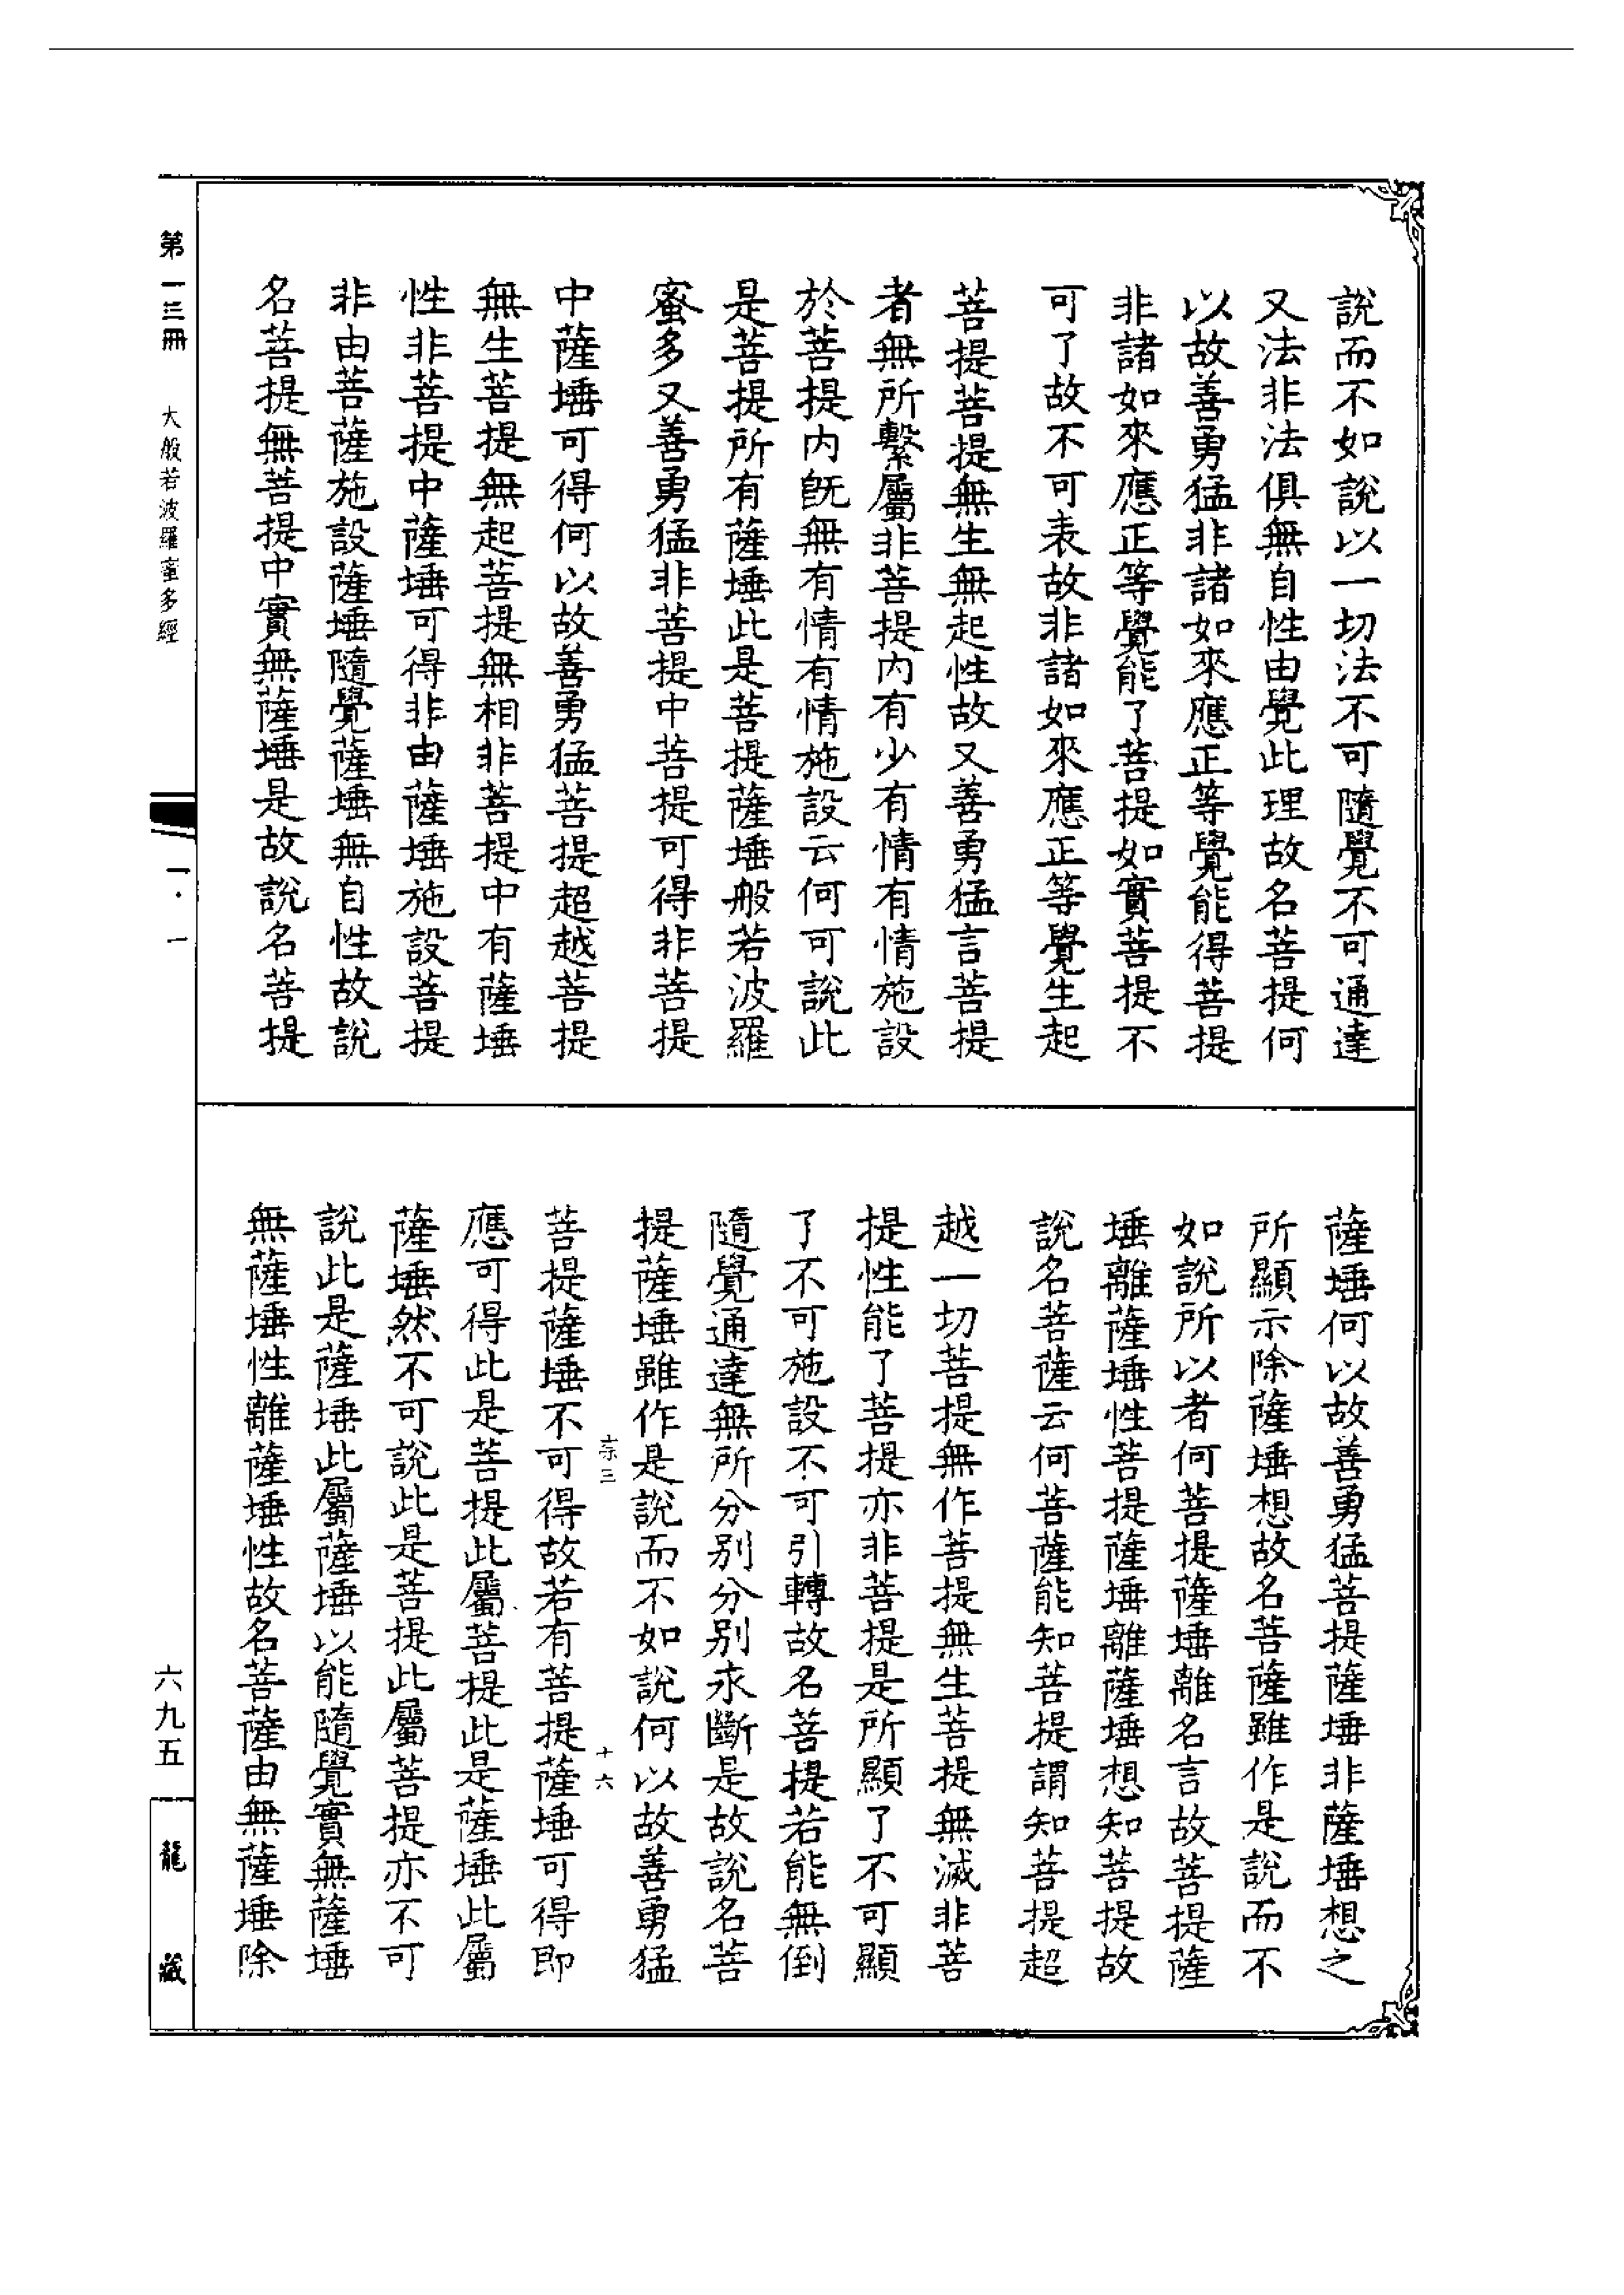 說而不如說以一切法不可隨覺不可通達
又法非法俱無自性由覺此理故名菩提何
以故善勇猛非諸如來應正等覺能得菩提
非諸如來應正等覺能了菩提如實菩提不
可了故不可表故非諸如來應正等覺生起
菩提菩提無生無起性故又善勇猛言菩提
者無所繫屬非菩提內有少有情有情施設
於菩提內既無有情有情施設云何可說此
是菩提所有薩埵此是菩提薩埵般若波羅
蜜多又善勇猛非菩提中菩提可得非菩提
中薩埵可得何以故善勇猛菩提超越菩提
無生菩提無起菩提無相非菩提中有薩埵
性非菩提中薩埵可得非由薩埵施設菩提
非由菩薩施設薩埵隨覺薩埵無自性故說
名菩提無菩提中實無薩埵是故說名菩提
薩埵何以故善勇猛菩提薩埵非薩埵想之
所顯示除薩埵想故名菩薩雖作是說而不
如說所以者何菩提薩埵離名言故菩提薩
埵離薩埵性菩提薩埵離薩埵想知菩提故
說名菩薩云何菩薩能知菩提謂知菩提超
越一切菩提無作菩提無生菩提無滅非菩
提性能了菩提亦非菩提是所顯了不可顯
了不可施設不可引轉故名菩提若能無倒
隨覺通達無所分別分別永斷是故說名菩
提薩埵雖作是說而不如說何以故善勇猛
十六
菩提薩埵不可得故若有菩提薩埵可得即
應可得此是菩提此屬菩提此是薩埵此屬
薩埵然不可說此是菩提此屬菩提亦不可
說此是薩埵此屬薩埵以能隨覺實無薩埵
無薩埵性離薩埵性故名菩薩由無薩埵除
第一三冊 大般若波羅蜜多經
六九五
龍藏